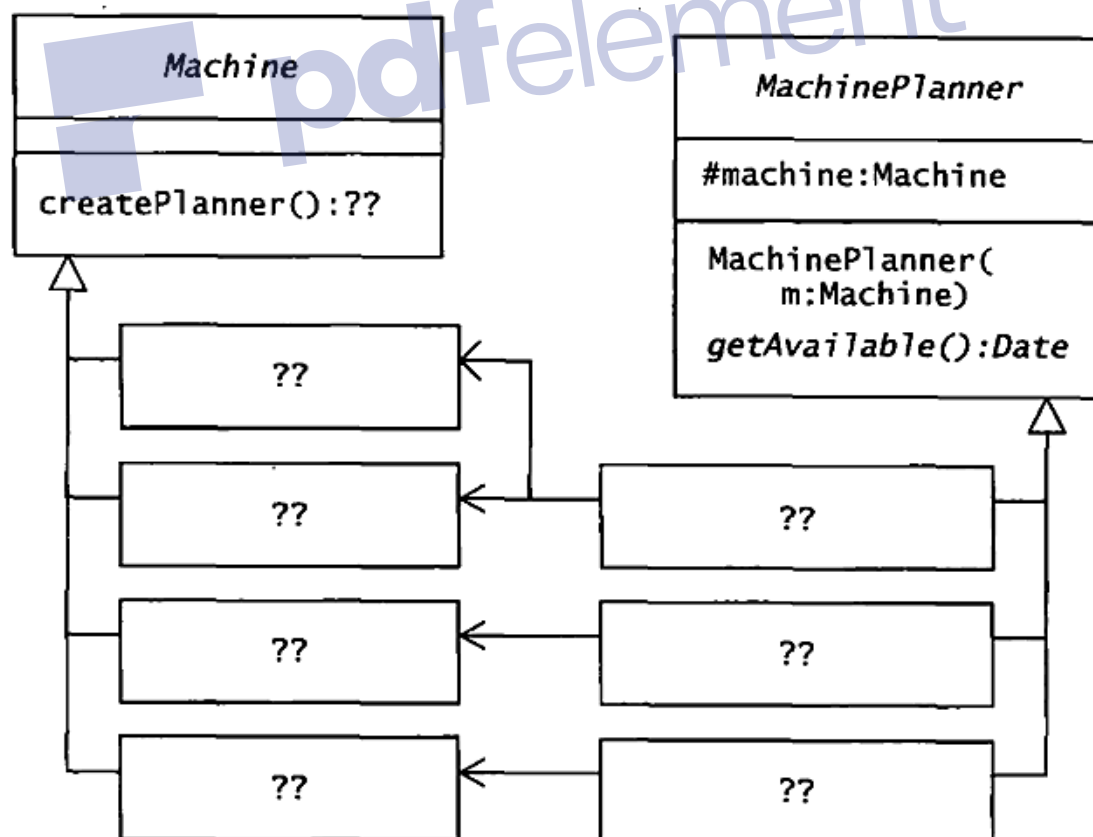 pdfelement
Machine
MachinePlanner
#machine:Machine
createPlanner():??
MachinePlanner(
m:Machine)
getAvailable():Date
??
??
??
??
??
??
??